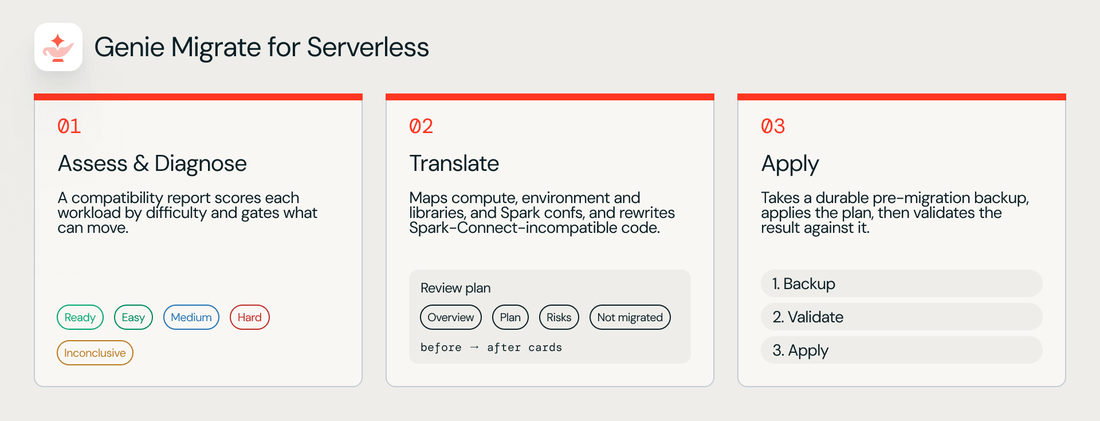 Genie Migrate for Serverless
01
Assess & Diagnose
A compatibility report scores each
workload by difficulty and gates what
can move.
Ready Easy Medium Hard
Inconclusive
02
Translate
Maps compute, environment and
libraries, and Spark confs, and rewrites
Spark-Connect-incompatible code.
Review plan
Overview Plan Risks Not migrated
before → after cards
03
Apply
Takes a durable pre-migration backup,
applies the plan, then validates the
result against it.
1. Backup
2. Validate
3. Apply